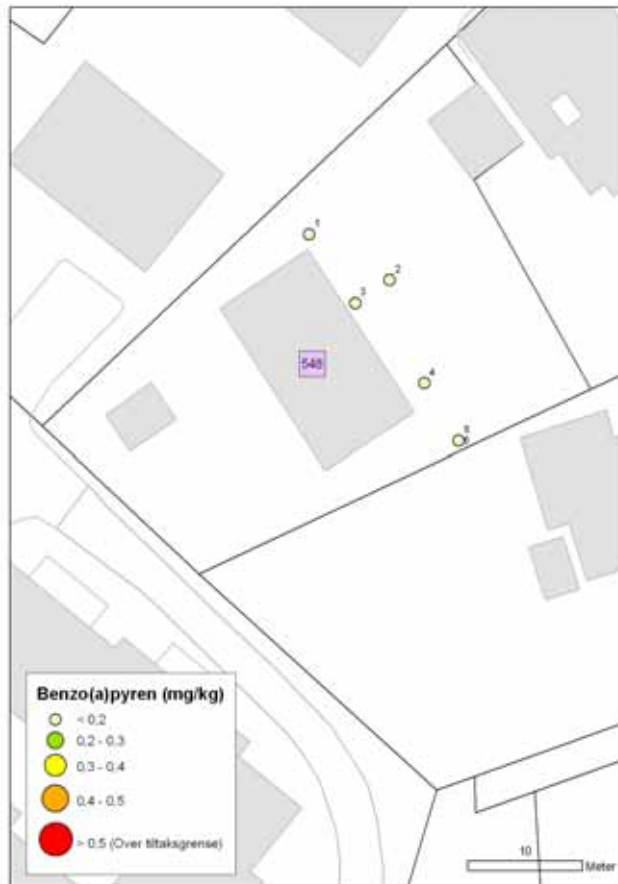 1
2
3
548
4
5
Benzo(a)pyren (mg/kg)
< 0,2
0,2 - 0,3
0,3 - 0,4
0,4 - 0,5
> 0,5 (Over tiltaksgrense)
10
Meter